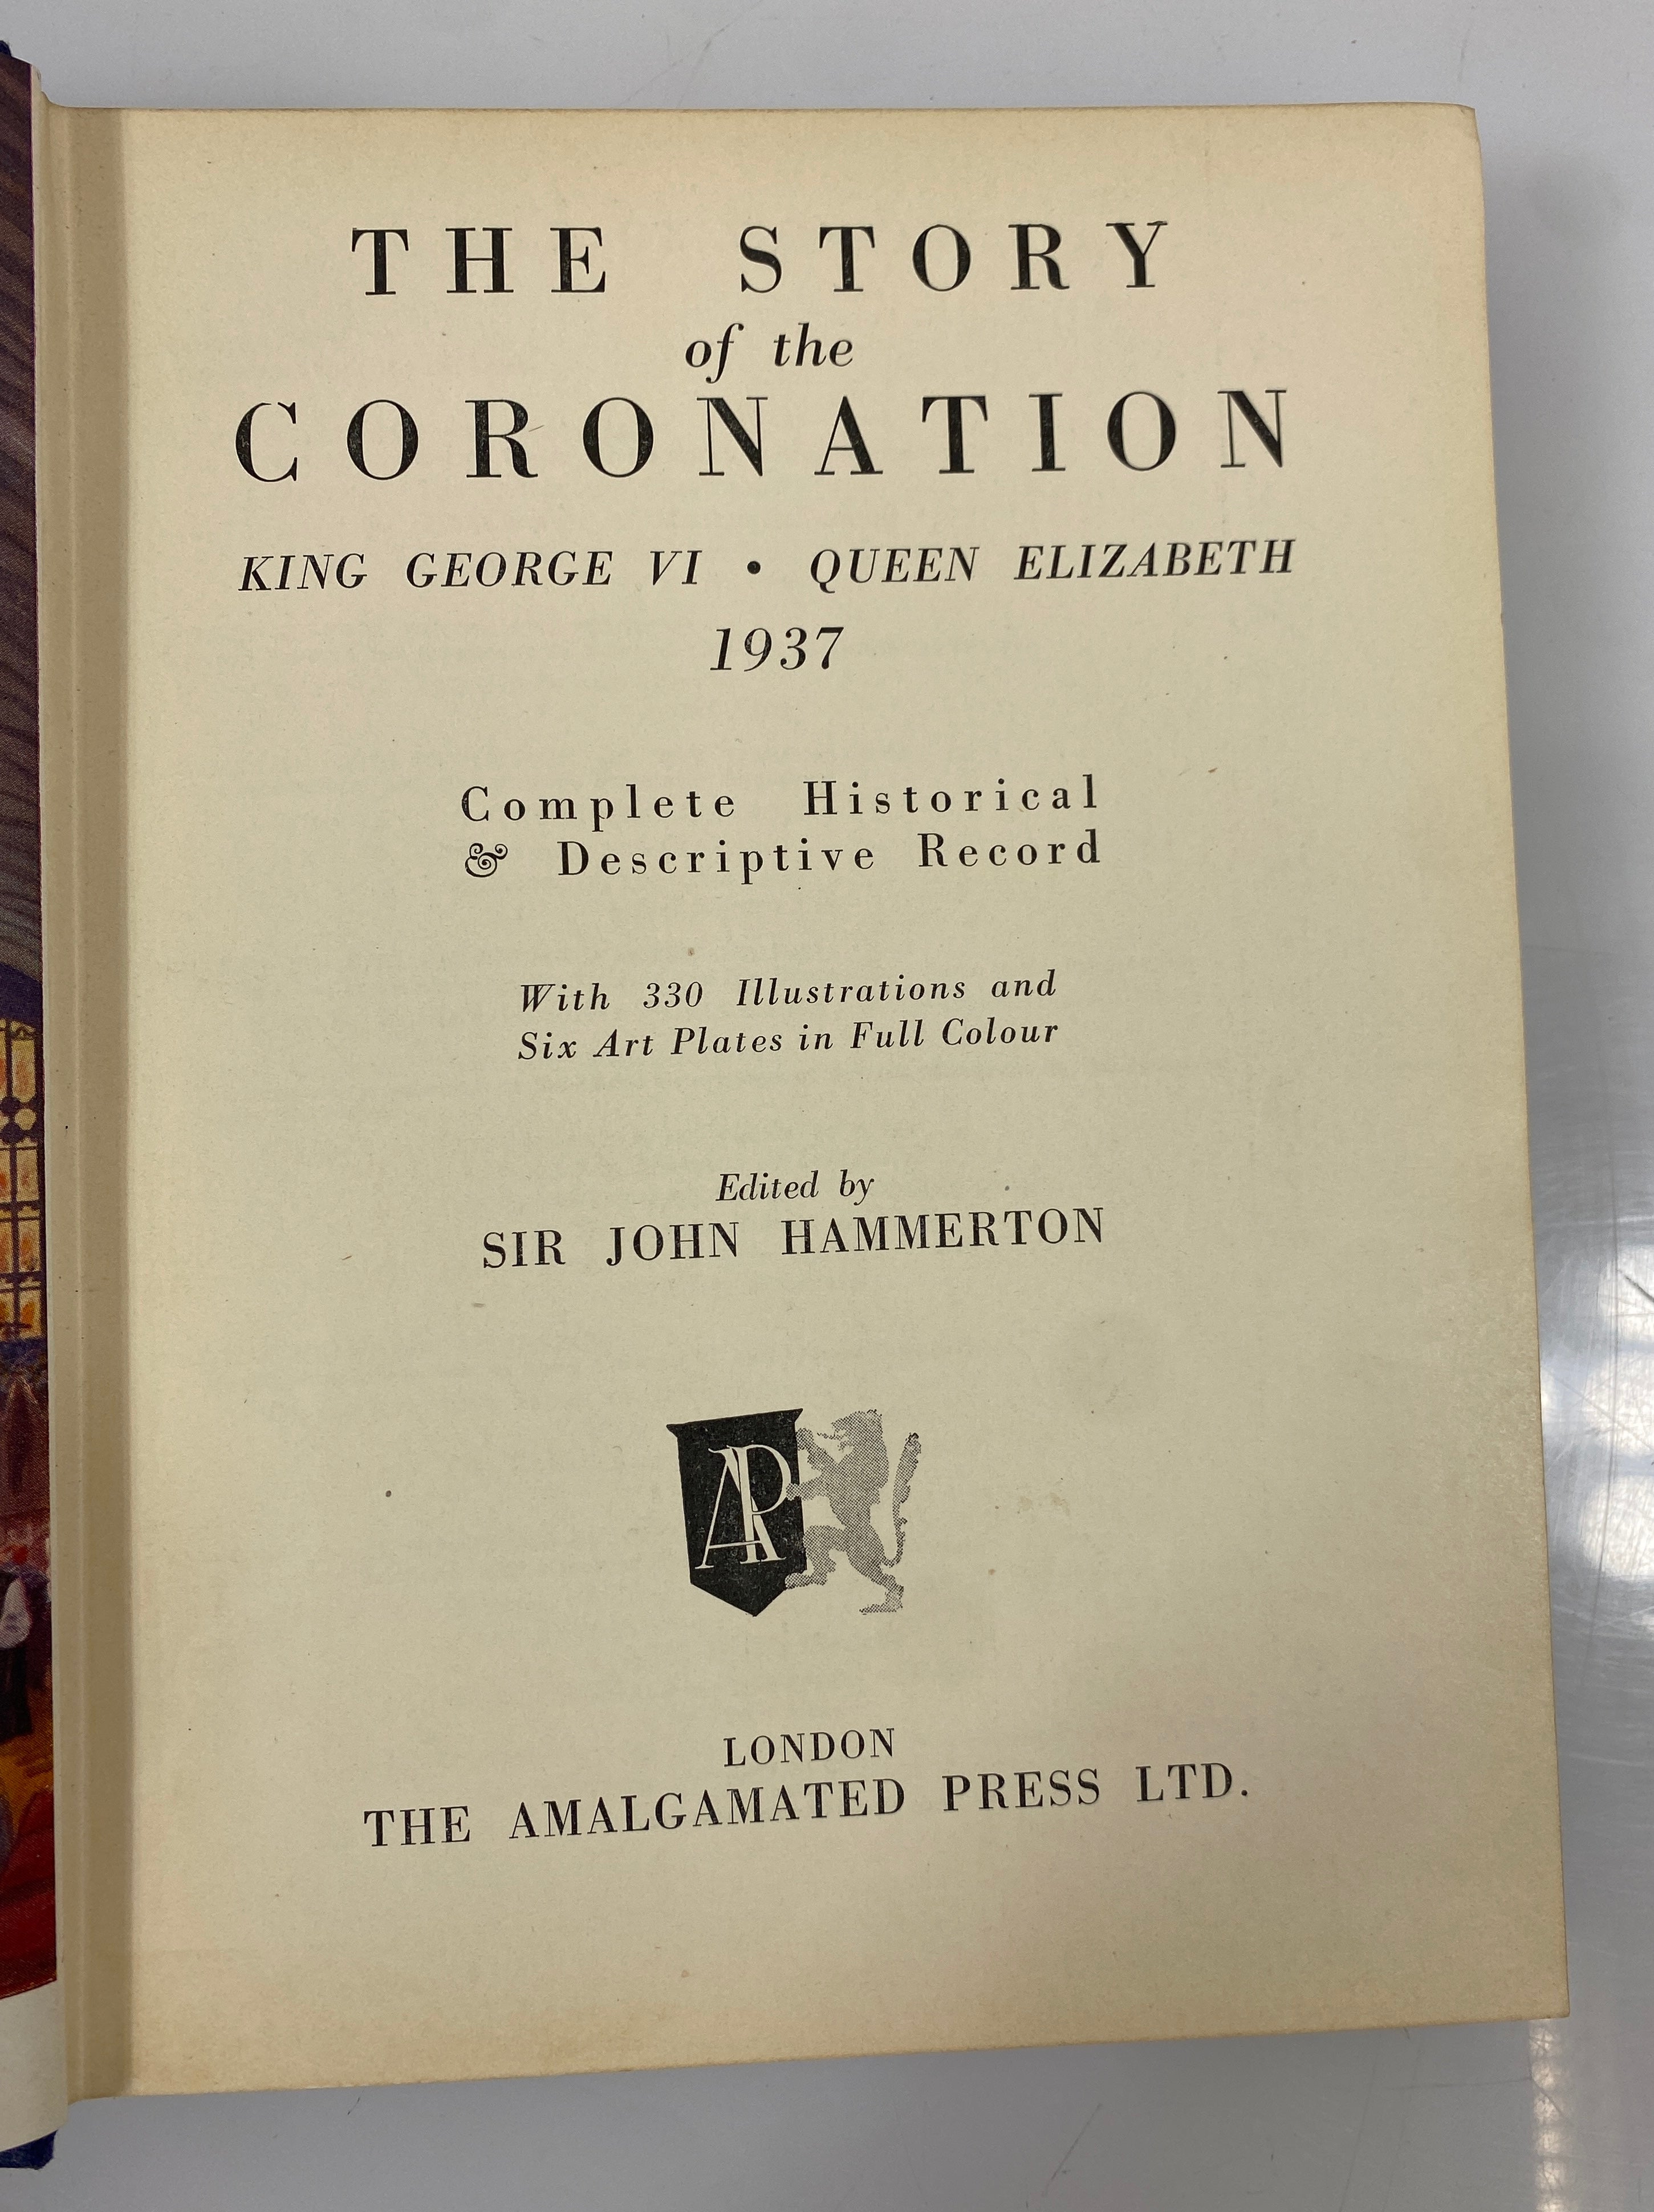 THE STORY
of the
CORONATION
KING GEORGE VI • QUEEN ELIZABETH
1937
Complete Historical
& Descriptive Record
With 330 Illustrations and
Six Art Plates in Full Colour
Edited by
SIR JOHN HAMMERTON
AP
LONDON
THE AMALGAMATED PRESS LTD.